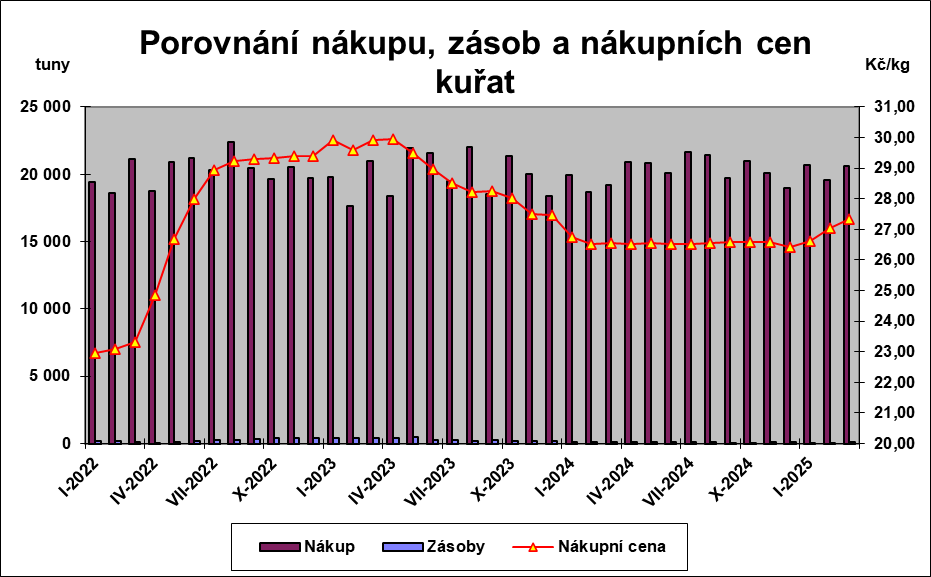 Porovnání nákupu, zásob a nákupních cen
kuřat
tuny
Kč/kg
25 000
20 000
15 000
10 000
5 000
0
31,00
30,00
29,00
28,00
27,00
26,00
25,00
24,00
23,00
22,00
21,00
20,00
I-2022
IV-2022
VII-2022
X-2022
I-2023
IV-2023
VII-2023
X-2023
I-2024
IV-2024
VII-2024
X-2024
I-2025
Nákup
Zásoby
Nákupní cena